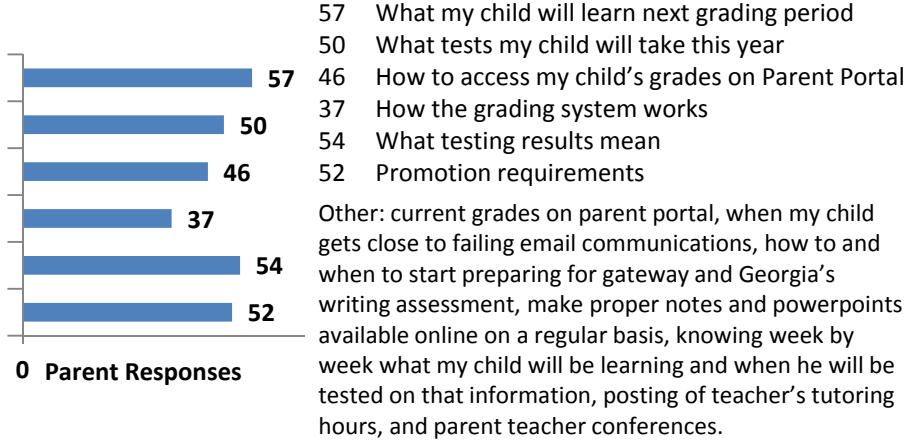 57 What my child will learn next grading period
50 What tests my child will take this year
46 How to access my child's grades on Parent Portal
37 How the grading system works
54 What testing results mean
52 Promotion requirements
Other: current grades on parent portal, when my child
gets close to failing email communications, how to and
when to start preparing for gateway and Georgia's
writing assessment, make proper notes and powerpoints
available online on a regular basis, knowing week by
week what my child will be learning and when he will be
tested on that information, posting of teacher's tutoring
hours, and parent teacher conferences.
57
50
46
37
54
52
0 Parent Responses